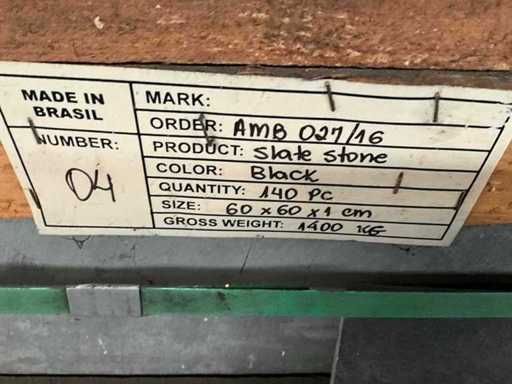 MADE IN
BRASIL
NUMBER:
04
MARK:
ORDER: AMB 027/16
PRODUCT: Slate stone
COLOR: Black
QUANTITY: 140 PC
SIZE: 60 x 60 x 1 cm
GROSS WEIGHT: 1400 KG